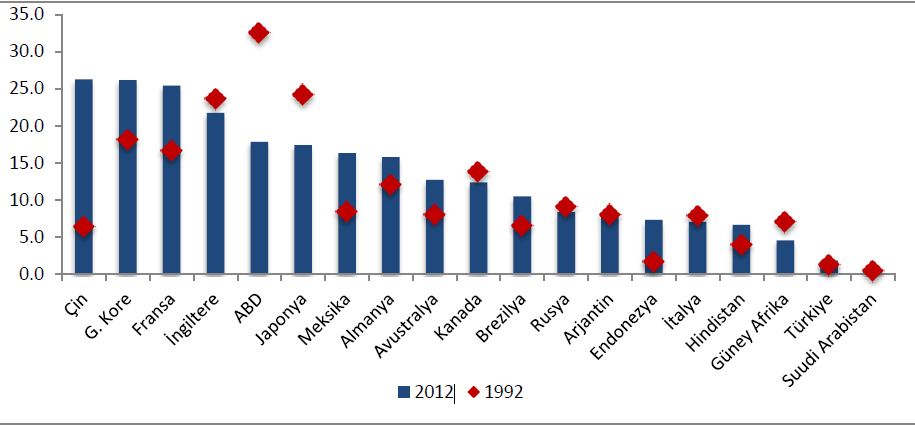 35.0
30.0
25.0
20.0
15.0
10.0
5.0
0.0
Çin
G. Kore
Fransa
İngiltere
ABD
Japonya
Meksika
Almanya
Avustralya
Kanada
Brezilya
Rusya
Arjantin
Endonezya
İtalya
Hindistan
Güney Afrika
Türkiye
Suudi Arabistan
2012 1992